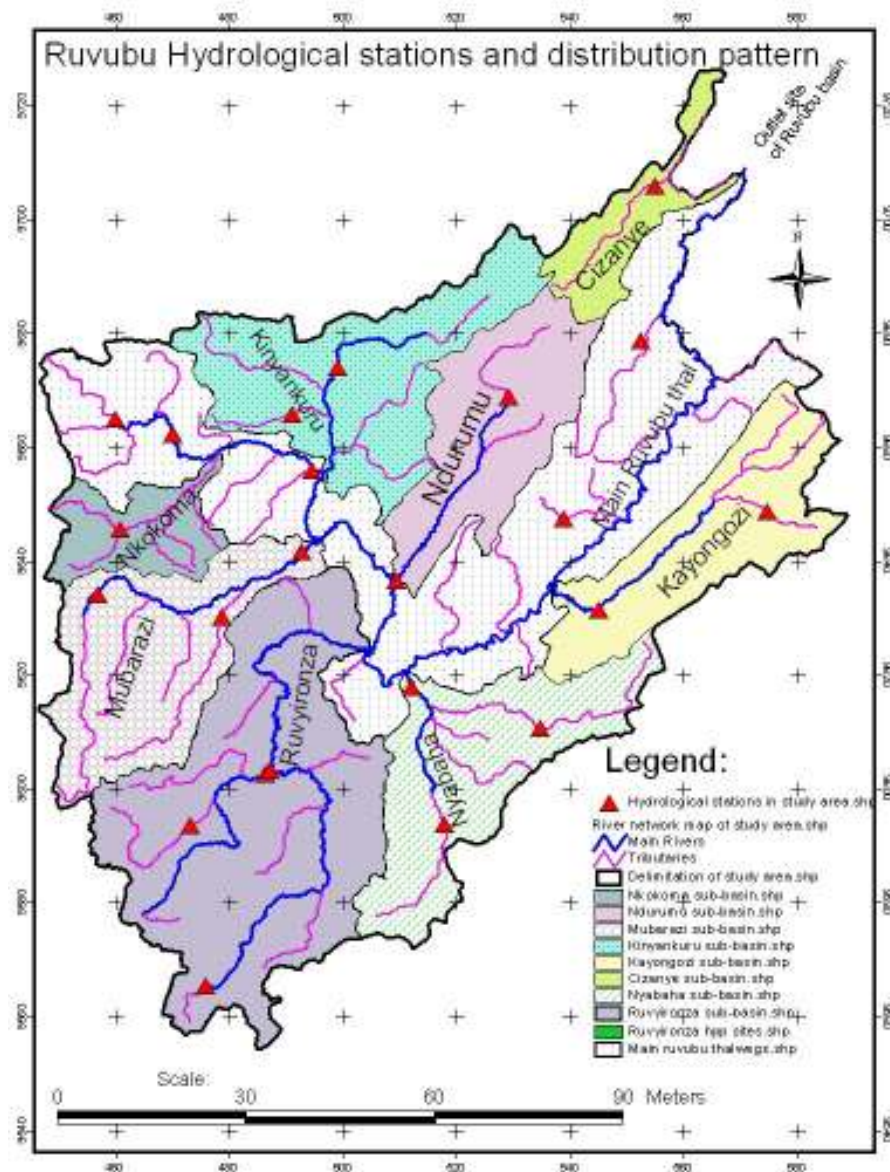 Ruvubu Hydrological stations and distribution pattern
Outlet site
of Ruvubu basin
Cizanye
Kinyankuru
Ndurumu
Main Ruvubu thal
Nkokoma
Kayongozi
Mubarazi
Ruvyironza
Nyabaha
Legend:
Hydrological stations in study area.shp
River network map of study area.shp
Main Rivers
Tributaries
Delimitation of study area.shp
Nkokoma sub-basin.shp
Ndurumu sub-basin.shp
Mubarazi sub-basin.shp
Kinyankuru sub-basin.shp
Kayongozi sub-basin.shp
Cizanye sub-basin.shp
Nyabaha sub-basin.shp
Ruvyironza sub-basin.shp
Ruvyironza hpp sites.shp
Main ruvubu thalwegs.shp
Scale:
0 30 60 90 Meters